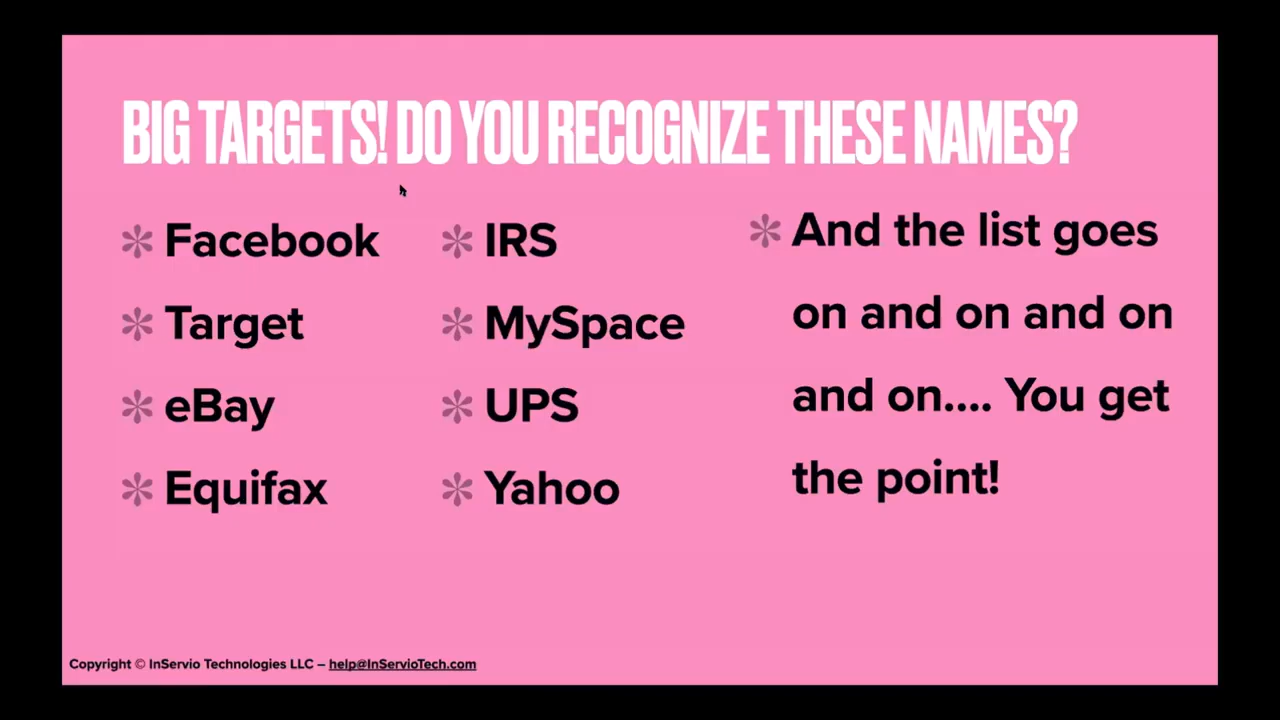 BIG TARGETS! DO YOU RECOGNIZE THESE NAMES?
Facebook
Target
eBay
Equifax
IRS
MySpace
UPS
Yahoo
And the list goes
on and on and on
and on.... You get
the point!
Copyright © InServio Technologies LLC – help@InServioTech.com